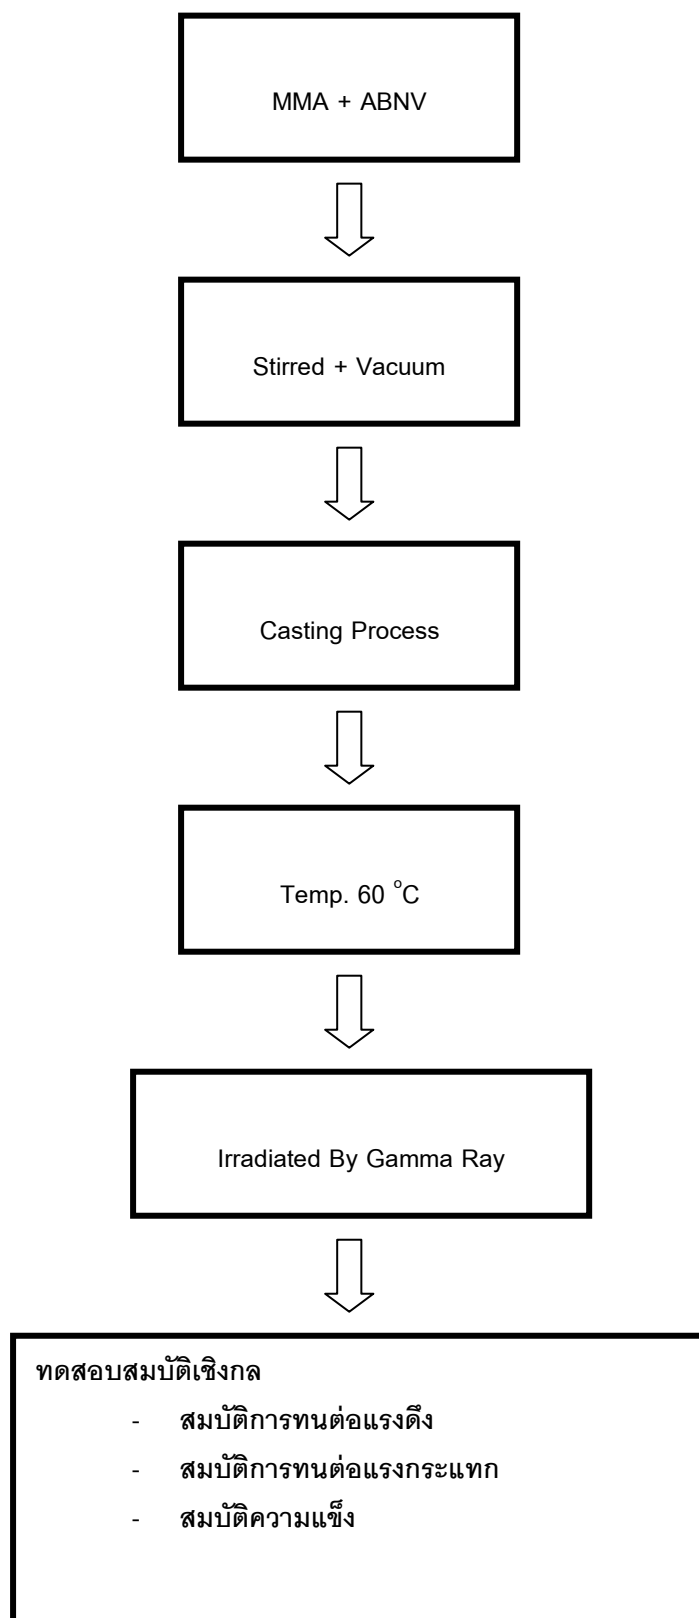 MMA + ABNV
Stirred + Vacuum
Casting Process
Temp. 60 °C
Irradiated By Gamma Ray
ทดสอบสมบัติเชิงกล
- สมบัติการทนต่อแรงดึง
- สมบัติการทนต่อแรงกระแทก
- สมบัติความแข็ง